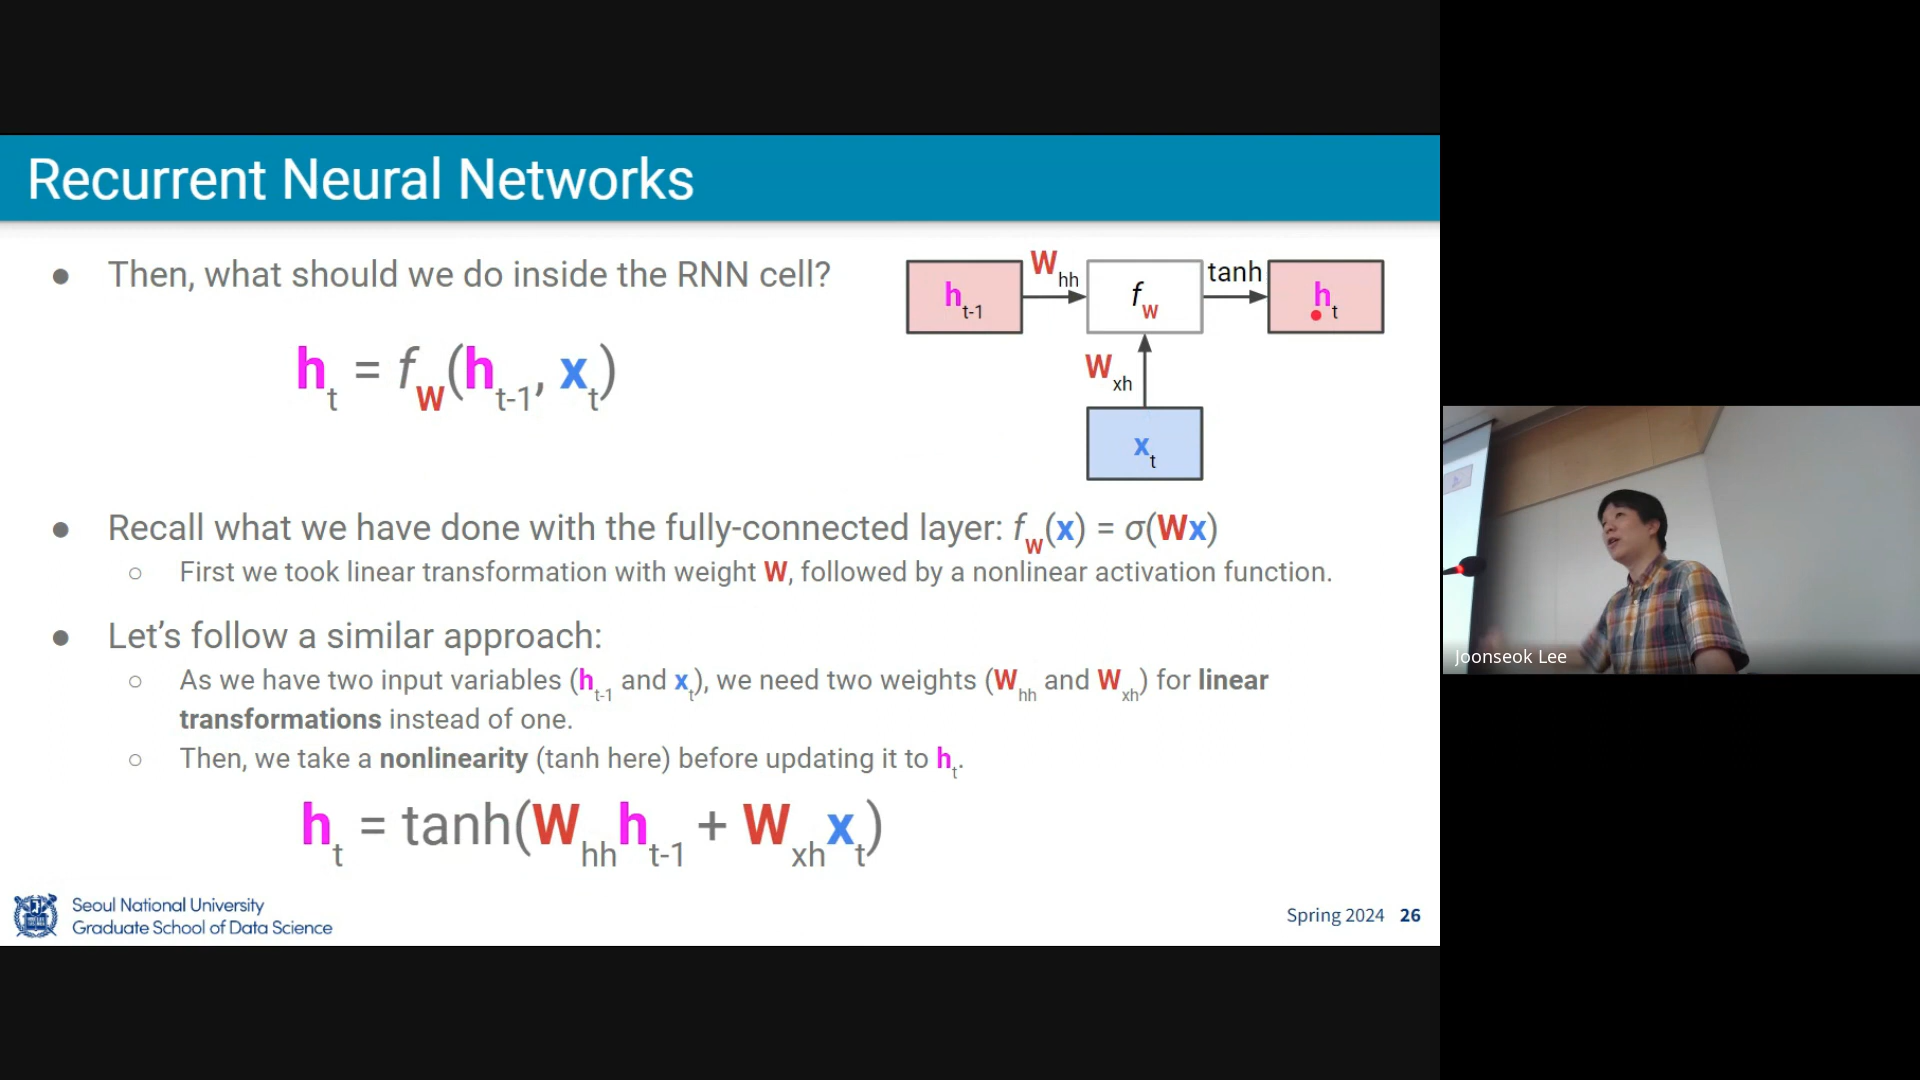 Recurrent Neural Networks
● Then, what should we do inside the RNN cell?
h_t = f_W(h_t-1, x_t)
h_t-1
W_hh
f_W
tanh
h_t
W_xh
x_t
● Recall what we have done with the fully-connected layer: f_W(x) = σ(Wx)
○ First we took linear transformation with weight W, followed by a nonlinear activation function.
● Let’s follow a similar approach:
○ As we have two input variables (h_t-1 and x_t), we need two weights (W_hh and W_xh) for linear
transformations instead of one.
○ Then, we take a nonlinearity (tanh here) before updating it to h_t.
h_t = tanh(W_hh h_t-1 + W_xh x_t)
Seoul National University
Graduate School of Data Science
Spring 2024 26
Joonseok Lee